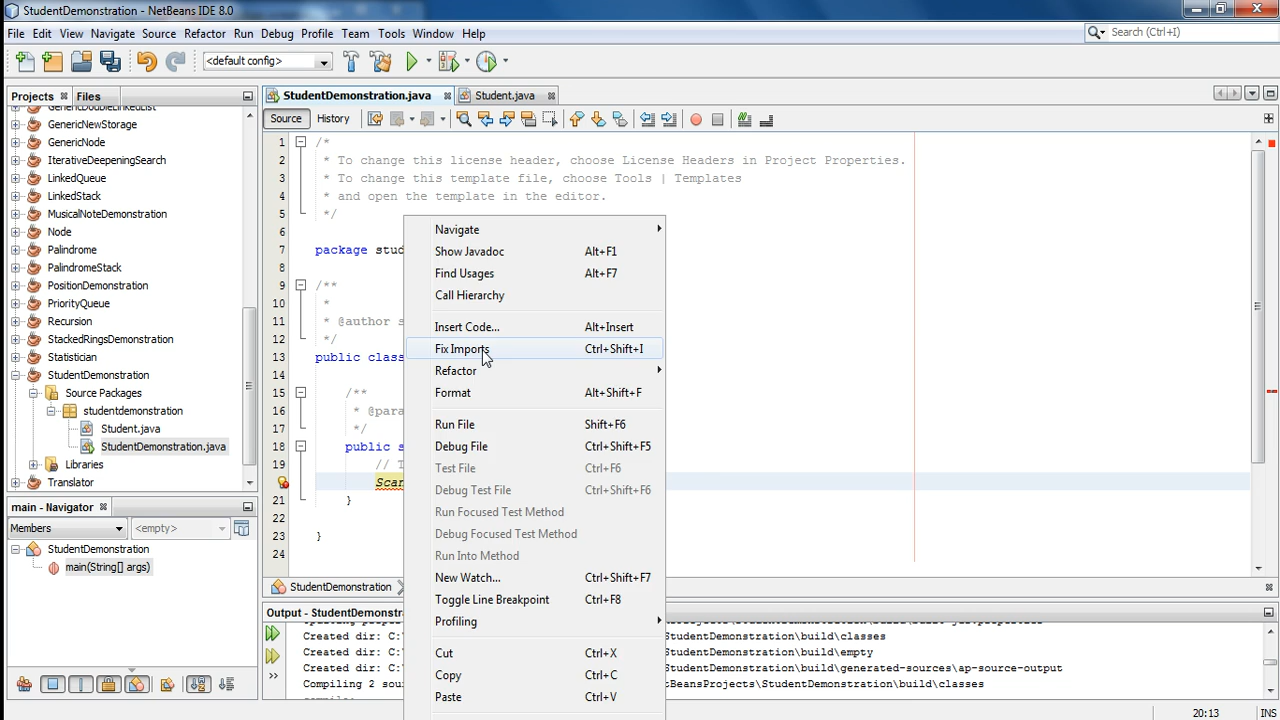 StudentDemonstration - NetBeans IDE 8.0
File Edit View Navigate Source Refactor Run Debug Profile Team Tools Window Help
Search (Ctrl+I)
<default config>
Projects Files
StudentDemonstration.java Student.java
Source History
GenericDoubleLinkedList
GenericNewStorage
GenericNode
IterativeDeepeningSearch
LinkedQueue
LinkedStack
MusicalNoteDemonstration
Node
Palindrome
PalindromeStack
PositionDemonstration
PriorityQueue
Recursion
StackedRingsDemonstration
Statistician
StudentDemonstration
Source Packages
studentdemonstration
Student.java
StudentDemonstration.java
Libraries
Translator
main - Navigator
Members <empty>
StudentDemonstration
main(String[] args)
1 /*
2 * To change this license header, choose License Headers in Project Properties.
3 * To change this template file, choose Tools | Templates
4 * and open the template in the editor.
5 */
6
7 package stud
8
9 /**
10 *
11 * @author s
12 */
13 public class
14
15 /**
16 * @para
17 */
18 public s
19 // T
Scan
21 }
22
23 }
24
Navigate
Show Javadoc Alt+F1
Find Usages Alt+F7
Call Hierarchy
Insert Code... Alt+Insert
Fix Imports Ctrl+Shift+I
Refactor
Format Alt+Shift+F
Run File Shift+F6
Debug File Ctrl+Shift+F5
Test File Ctrl+F6
Debug Test File Ctrl+Shift+F6
Run Focused Test Method
Debug Focused Test Method
Run Into Method
New Watch... Ctrl+Shift+F7
Toggle Line Breakpoint Ctrl+F8
Profiling
Cut Ctrl+X
Copy Ctrl+C
Paste Ctrl+V
StudentDemonstration
Output - StudentDemonstr
Created dir: C:\ StudentDemonstration\build\classes
Created dir: C:\ StudentDemonstration\build\empty
Created dir: C:\ StudentDemonstration\build\generated-sources\ap-source-output
Compiling 2 sour NetBeansProjects\StudentDemonstration\build\classes
20:13 INS